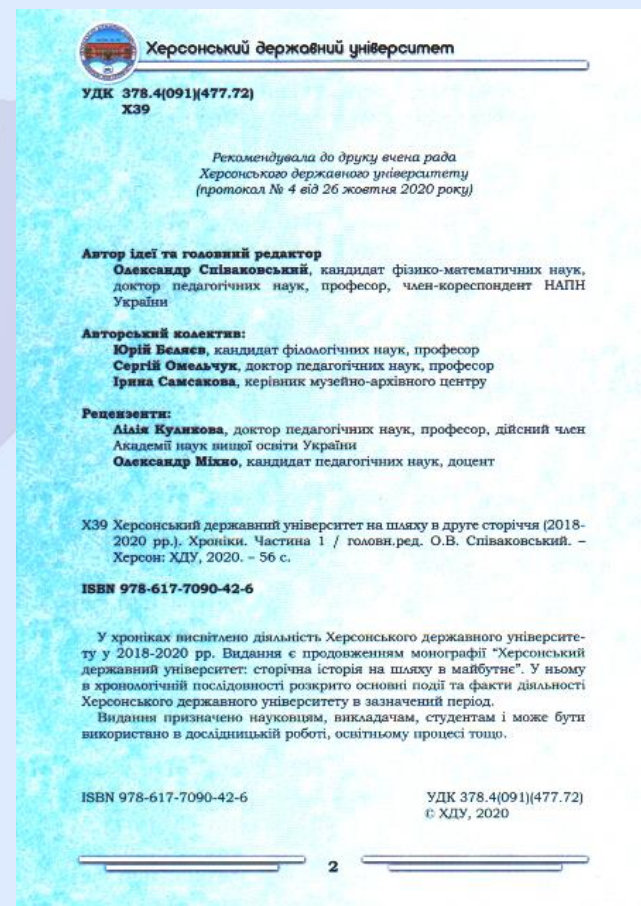 Херсонський державний університет
УДК 378.4(091)(477.72)
Х39
Рекомендувала до друку вчена рада
Херсонського державного університету
(протокол № 4 від 26 жовтня 2020 року)
Автор ідеї та головний редактор
Олександр Співаковський, кандидат фізико-математичних наук,
доктор педагогічних наук, професор, член-кореспондент НАПН
України
Авторський колектив:
Юрій Бєляєв, кандидат філологічних наук, професор
Сергій Омельчук, доктор педагогічних наук, професор
Ірина Самсакова, керівник музейно-архівного центру
Рецензенти:
Лілія Куликова, доктор педагогічних наук, професор, дійсний член
Академії наук вищої освіти України
Олександр Міхно, кандидат педагогічних наук, доцент
Х39 Херсонський державний університет на шляху в друге сторіччя (2018-
2020 рр.). Хроніки. Частина 1 / головн.ред. О.В. Співаковський. –
Херсон: ХДУ, 2020. – 56 с.
ISBN 978-617-7090-42-6
У хроніках висвітлено діяльність Херсонського державного університе-
ту у 2018-2020 рр. Видання є продовженням монографії “Херсонський
державний університет: сторічна історія на шляху в майбутнє”. У ньому
в хронологічній послідовності розкрито основні події та факти діяльності
Херсонського державного університету в зазначений період.
Видання призначено науковцям, викладачам, студентам і може бути
використано в дослідницькій роботі, освітньому процесі тощо.
ISBN 978-617-7090-42-6
УДК 378.4(091)(477.72)
© ХДУ, 2020
2